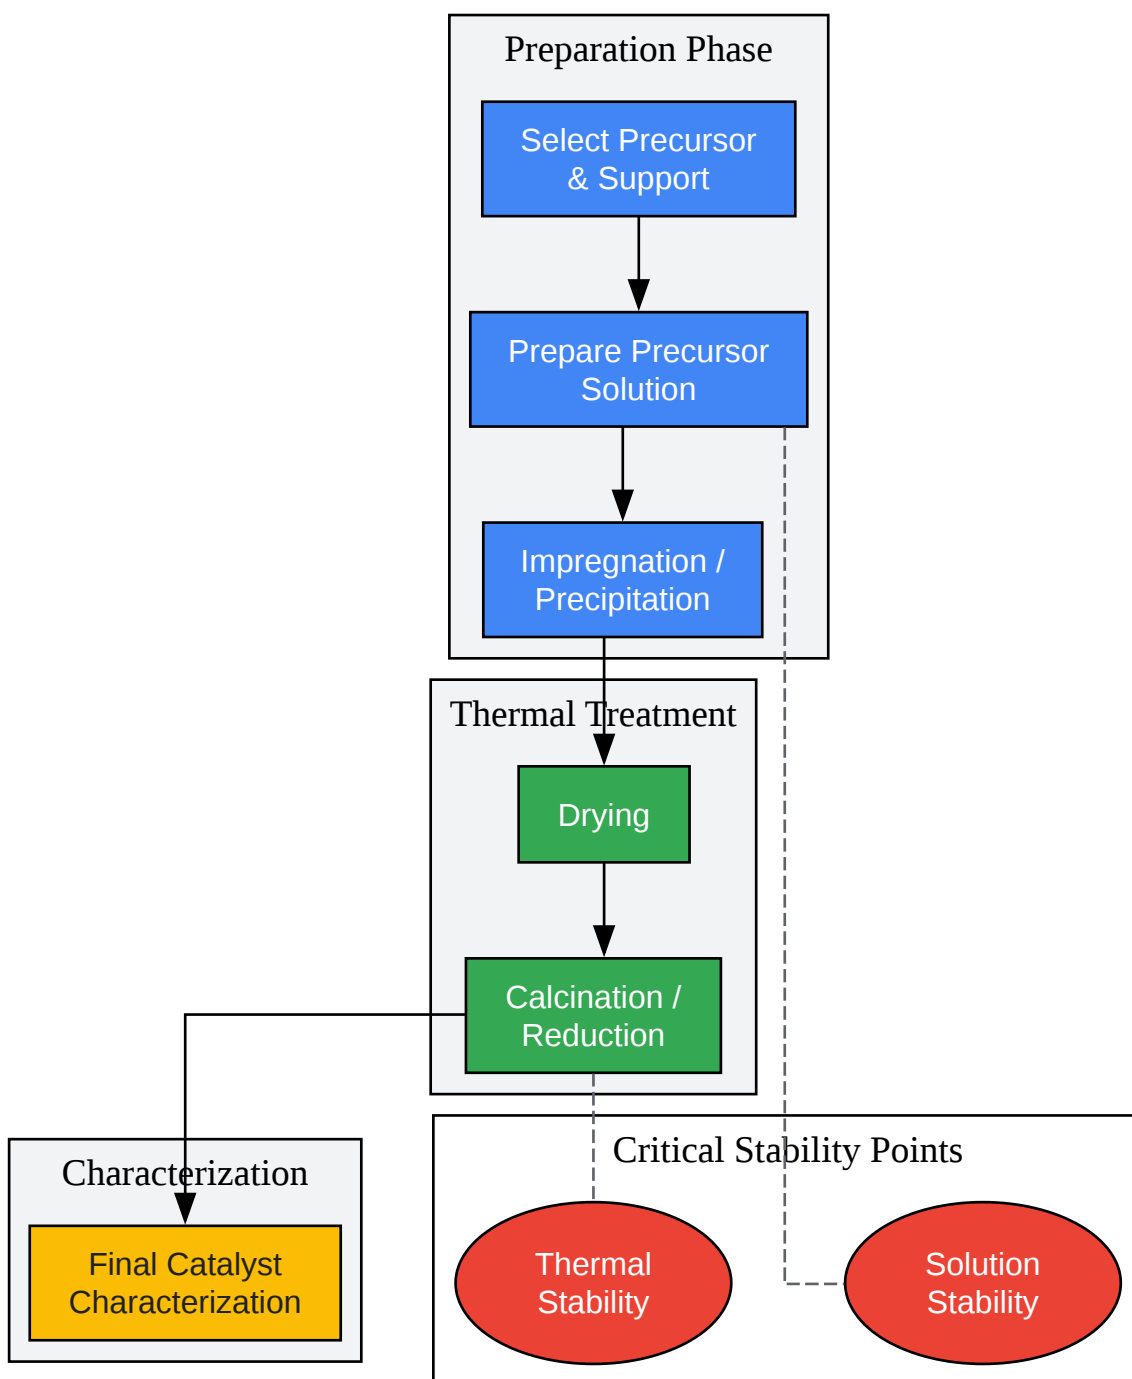 Preparation Phase
Select Precursor
& Support
Prepare Precursor
Solution
Impregnation /
Precipitation
Thermal Treatment
Drying
Calcination /
Reduction
Characterization
Final Catalyst
Characterization
Critical Stability Points
Thermal
Stability
Solution
Stability